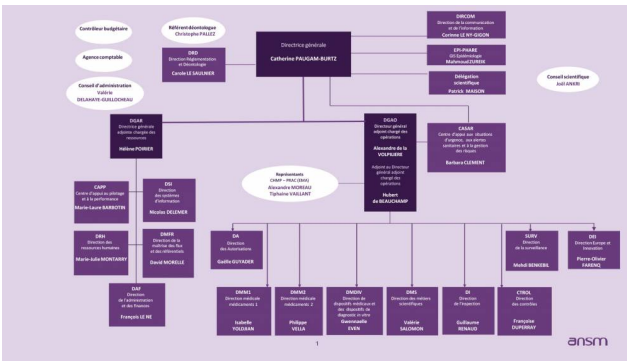 Contrôleur budgétaire
Agence comptable
Conseil d'administration
Valérie
DELAHAYE-GUILLOCHEAU
Référent déontologue
Christophe PALLEZ
DRD
Direction Réglementation
et Déontologie
Carole LE SAULNIER
Directrice générale
Catherine PAUGAM-BURTZ
DIRCOM
Direction de la communication
et de l'information
Corinne LE NY-GIGON
EPI-PHARE
GIS Epidémiologie
Mahmoud ZUREIK
Délégation
scientifique
Patrick MAISON
Conseil scientifique
Joël ANKRI
DGAR
Directrice générale
adjointe chargée des
ressources
Hélène POIRIER
DGAO
Directeur général
adjoint chargé des
opérations
Alexandre de la
VOLPILIERE
Adjoint au Directeur
général adjoint
chargé des
opérations
Hubert
de BEAUCHAMP
CASAR
Centre d'appui aux situations
d'urgence, aux alertes
sanitaires et à la gestion
des risques
Barbara CLEMENT
Représentants
CHMP – PRAC (EMA)
Alexandre MOREAU
Tiphaine VAILLANT
CAPP
Centre d'appui au pilotage
et à la performance
Marie-Laure BARBOTIN
DSI
Direction
des systèmes
d'information
Nicolas DELEMER
DRH
Direction des
ressources humaines
Marie-Julie MONTARRY
DMFR
Direction de la
maîtrise des flux
et des référentiels
David MORELLE
DAF
Direction
de l'administration
et des finances
François LE NE
DA
Direction
des Autorisations
Gaëlle GUYADER
SURV
Direction
de la surveillance
Mehdi BENKEBIL
DEI
Direction Europe et
innovation
Pierre-Olivier
FARENQ
DMM1
Direction médicale
médicaments 1
Isabelle
YOLDJIAN
DMM2
Direction médicale
médicaments 2
Philippe
VELLA
DMDIV
Direction de
dispositifs médicaux et
des dispositifs de
diagnostic in vitro
Gwennaëlle
EVEN
DMS
Direction des métiers
scientifiques
Valérie
SALOMON
DI
Direction
de l'inspection
Guillaume
RENAUD
CTROL
Direction
des contrôles
Françoise
DUPERRAY
1
ansm